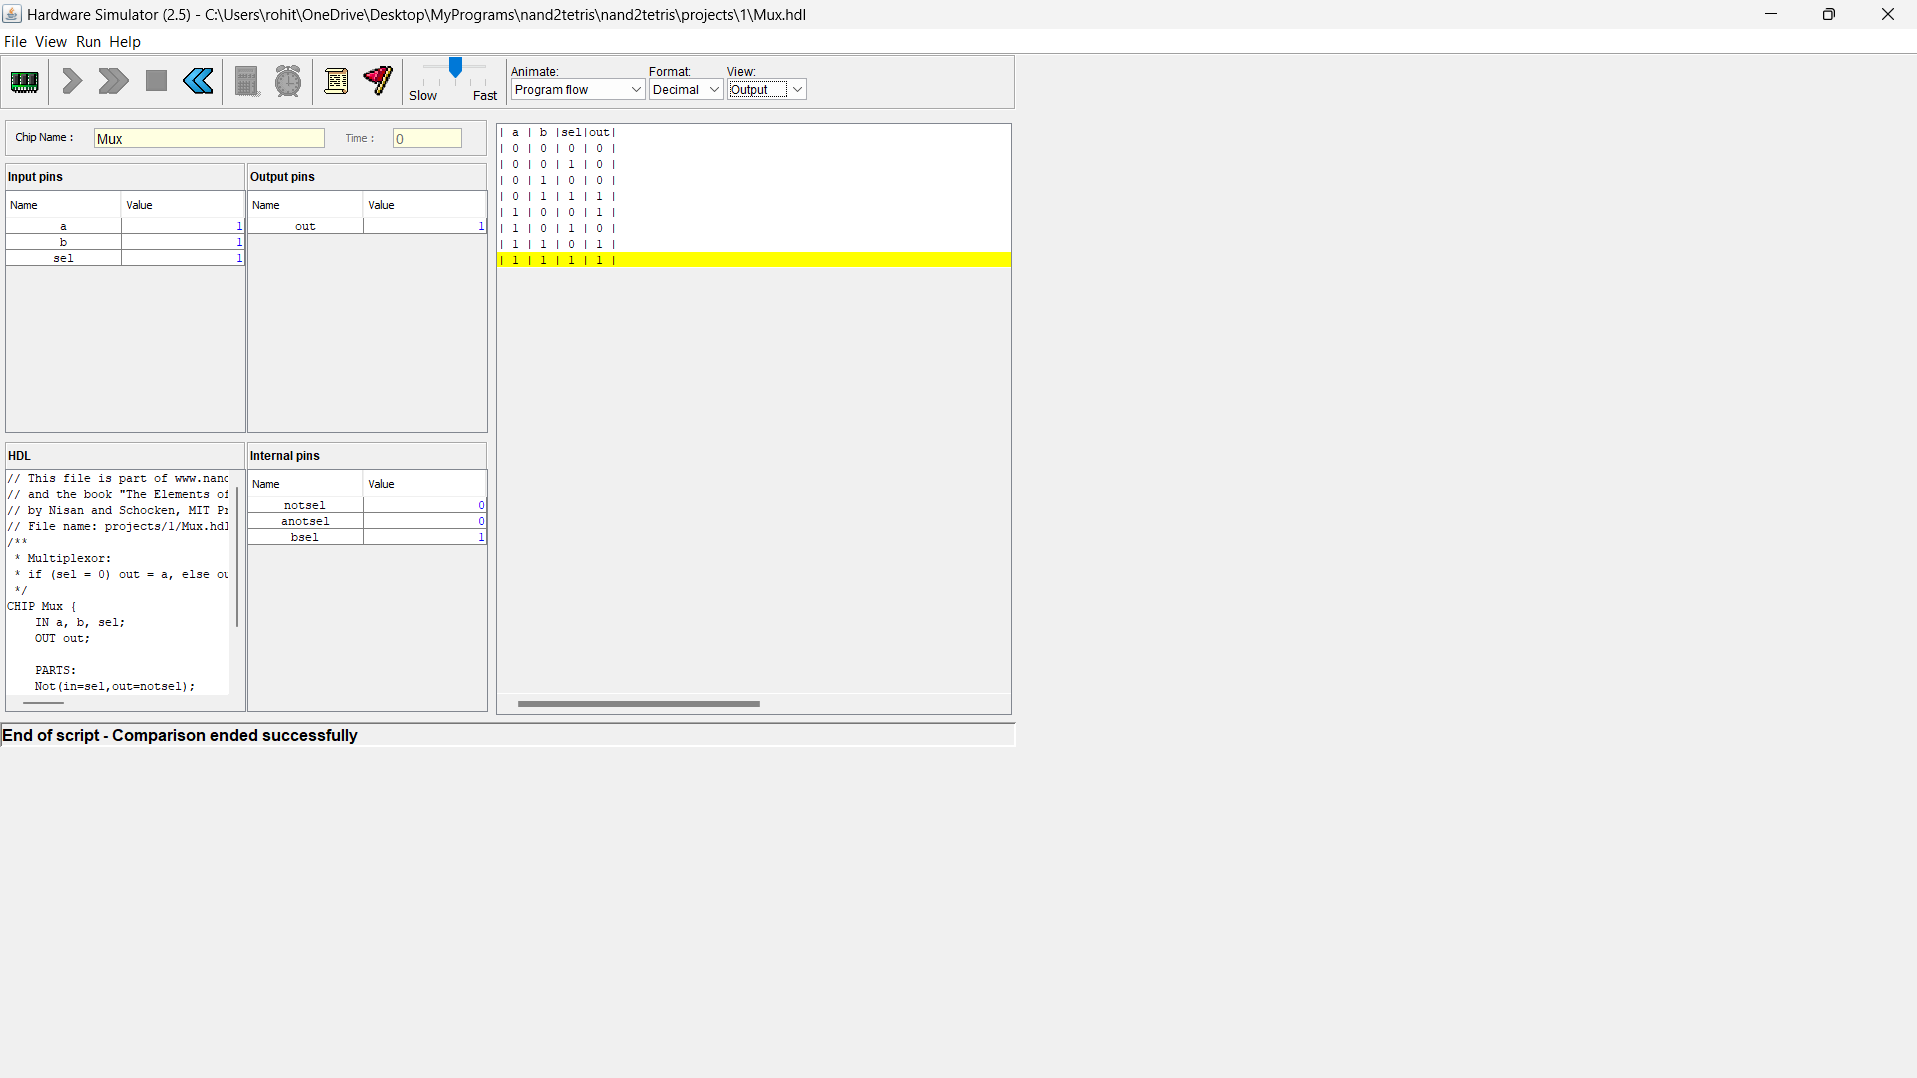 Hardware Simulator (2.5) - C:\Users\rohit\OneDrive\Desktop\MyPrograms\nand2tetris\nand2tetris\projects\1\Mux.hdl
File View Run Help
Slow Fast
Animate: Format: View:
Program flow Decimal Output
Chip Name : Mux Time : 0
Input pins
Name Value
a 1
b 1
sel 1
Output pins
Name Value
out 1
| a | b |sel|out|
| 0 | 0 | 0 | 0 |
| 0 | 0 | 1 | 0 |
| 0 | 1 | 0 | 0 |
| 0 | 1 | 1 | 1 |
| 1 | 0 | 0 | 1 |
| 1 | 0 | 1 | 0 |
| 1 | 1 | 0 | 1 |
| 1 | 1 | 1 | 1 |
HDL
// This file is part of www.nand
// and the book "The Elements of
// by Nisan and Schocken, MIT Pr
// File name: projects/1/Mux.hdl
/**
* Multiplexor:
* if (sel = 0) out = a, else ou
*/
CHIP Mux {
IN a, b, sel;
OUT out;
PARTS:
Not(in=sel,out=notsel);
Internal pins
Name Value
notsel 0
anotsel 0
bsel 1
End of script - Comparison ended successfully